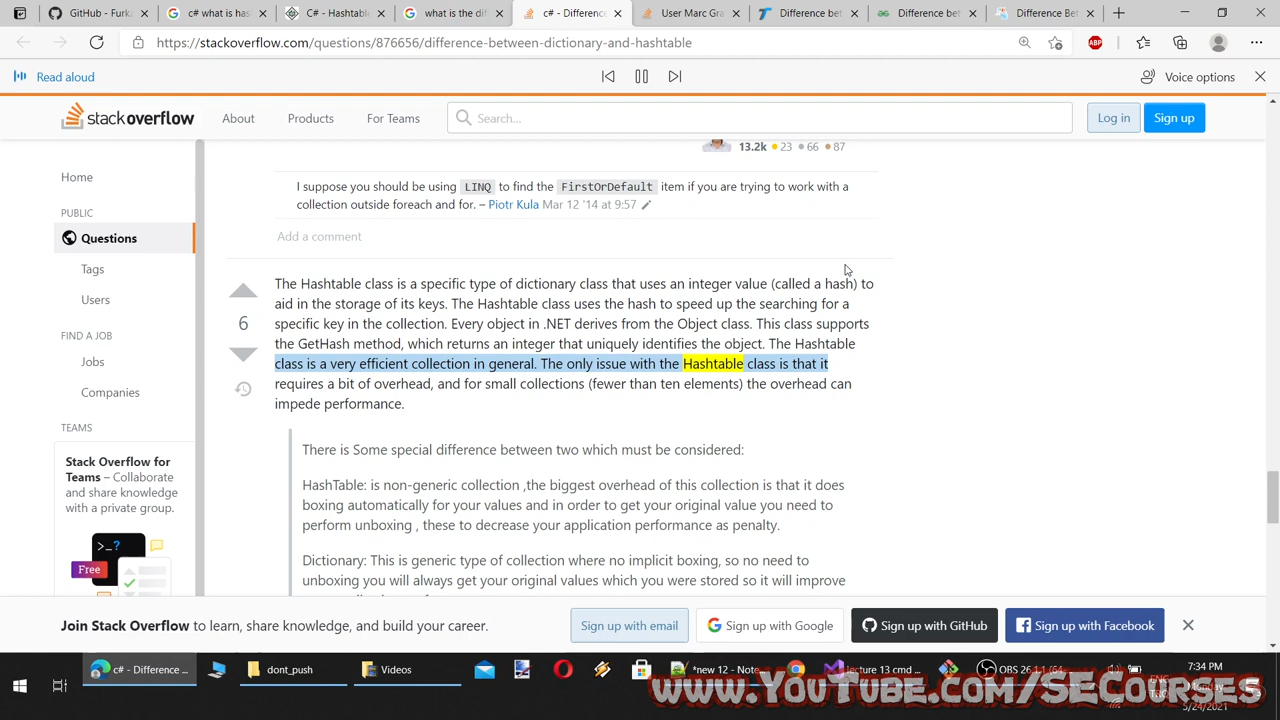 GitHub - Furka
c# what is has
C# - Hashtable
what is the dif
c# - Differenc
User Marc Gra
Difference bet
Difference bet
Difference Bet
https://stackoverflow.com/questions/876656/difference-between-dictionary-and-hashtable
ABP
Read aloud
Voice options
stackoverflow
About
Products
For Teams
Search...
Log in
Sign up
13.2k 23 66 87
Home
PUBLIC
Questions
Tags
Users
FIND A JOB
Jobs
Companies
TEAMS
Stack Overflow for
Teams – Collaborate
and share knowledge
with a private group.
>_?
Free
I suppose you should be using LINQ to find the FirstOrDefault item if you are trying to work with a
collection outside foreach and for. – Piotr Kula Mar 12 '14 at 9:57
Add a comment
6
The Hashtable class is a specific type of dictionary class that uses an integer value (called a hash) to
aid in the storage of its keys. The Hashtable class uses the hash to speed up the searching for a
specific key in the collection. Every object in .NET derives from the Object class. This class supports
the GetHash method, which returns an integer that uniquely identifies the object. The Hashtable
class is a very efficient collection in general. The only issue with the Hashtable class is that it
requires a bit of overhead, and for small collections (fewer than ten elements) the overhead can
impede performance.
There is Some special difference between two which must be considered:
HashTable: is non-generic collection ,the biggest overhead of this collection is that it does
boxing automatically for your values and in order to get your original value you need to
perform unboxing , these to decrease your application performance as penalty.
Dictionary: This is generic type of collection where no implicit boxing, so no need to
unboxing you will always get your original values which you were stored so it will improve
Join Stack Overflow to learn, share knowledge, and build your career.
Sign up with email
Sign up with Google
Sign up with GitHub
Sign up with Facebook
c# - Difference ...
dont_push
Videos
*new 12 - Note...
lecture 13 cmd ...
OBS 26.1.1 (64...
ENG
7:34 PM
Monday
5/24/2021
www.YouTube.com/SECourses